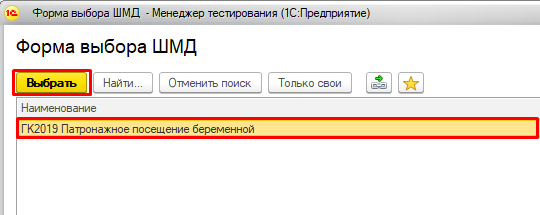 Форма выбора ШМД - Менеджер тестирования (1С:Предприятие)
Форма выбора ШМД
Выбрать Найти... Отменить поиск Только свои
Наименование
ГК2019 Патронажное посещение беременной